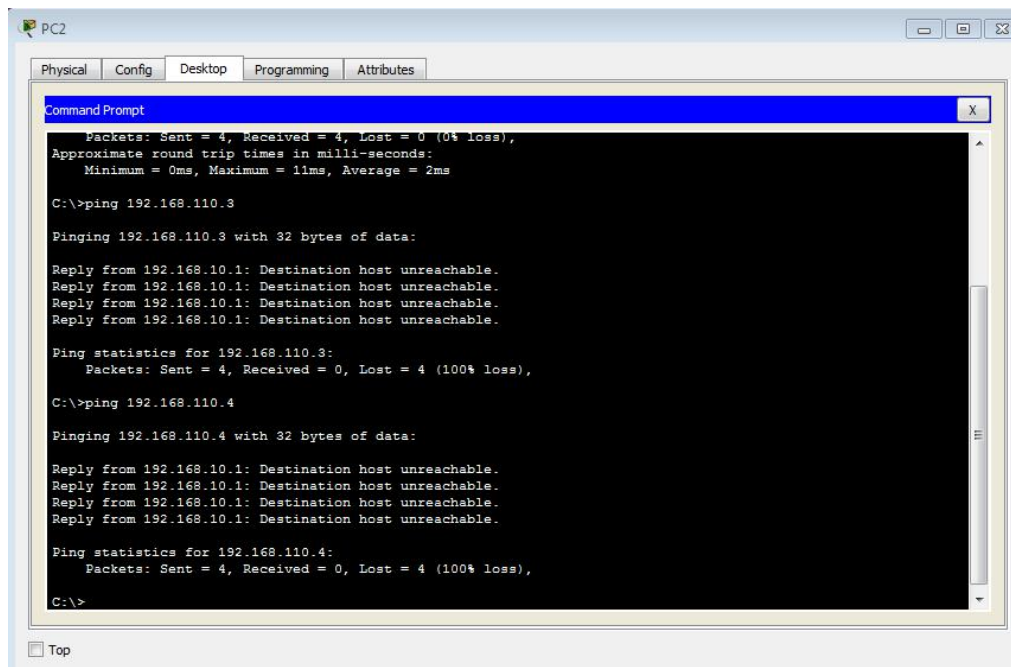 PC2
Physical Config Desktop Programming Attributes
Command Prompt
X
Packets: Sent = 4, Received = 4, Lost = 0 (0% loss),
Approximate round trip times in milli-seconds:
Minimum = 0ms, Maximum = 11ms, Average = 2ms
C:\>ping 192.168.110.3
Pinging 192.168.110.3 with 32 bytes of data:
Reply from 192.168.10.1: Destination host unreachable.
Reply from 192.168.10.1: Destination host unreachable.
Reply from 192.168.10.1: Destination host unreachable.
Reply from 192.168.10.1: Destination host unreachable.
Ping statistics for 192.168.110.3:
Packets: Sent = 4, Received = 0, Lost = 4 (100% loss),
C:\>ping 192.168.110.4
Pinging 192.168.110.4 with 32 bytes of data:
Reply from 192.168.10.1: Destination host unreachable.
Reply from 192.168.10.1: Destination host unreachable.
Reply from 192.168.10.1: Destination host unreachable.
Reply from 192.168.10.1: Destination host unreachable.
Ping statistics for 192.168.110.4:
Packets: Sent = 4, Received = 0, Lost = 4 (100% loss),
C:\>
Top